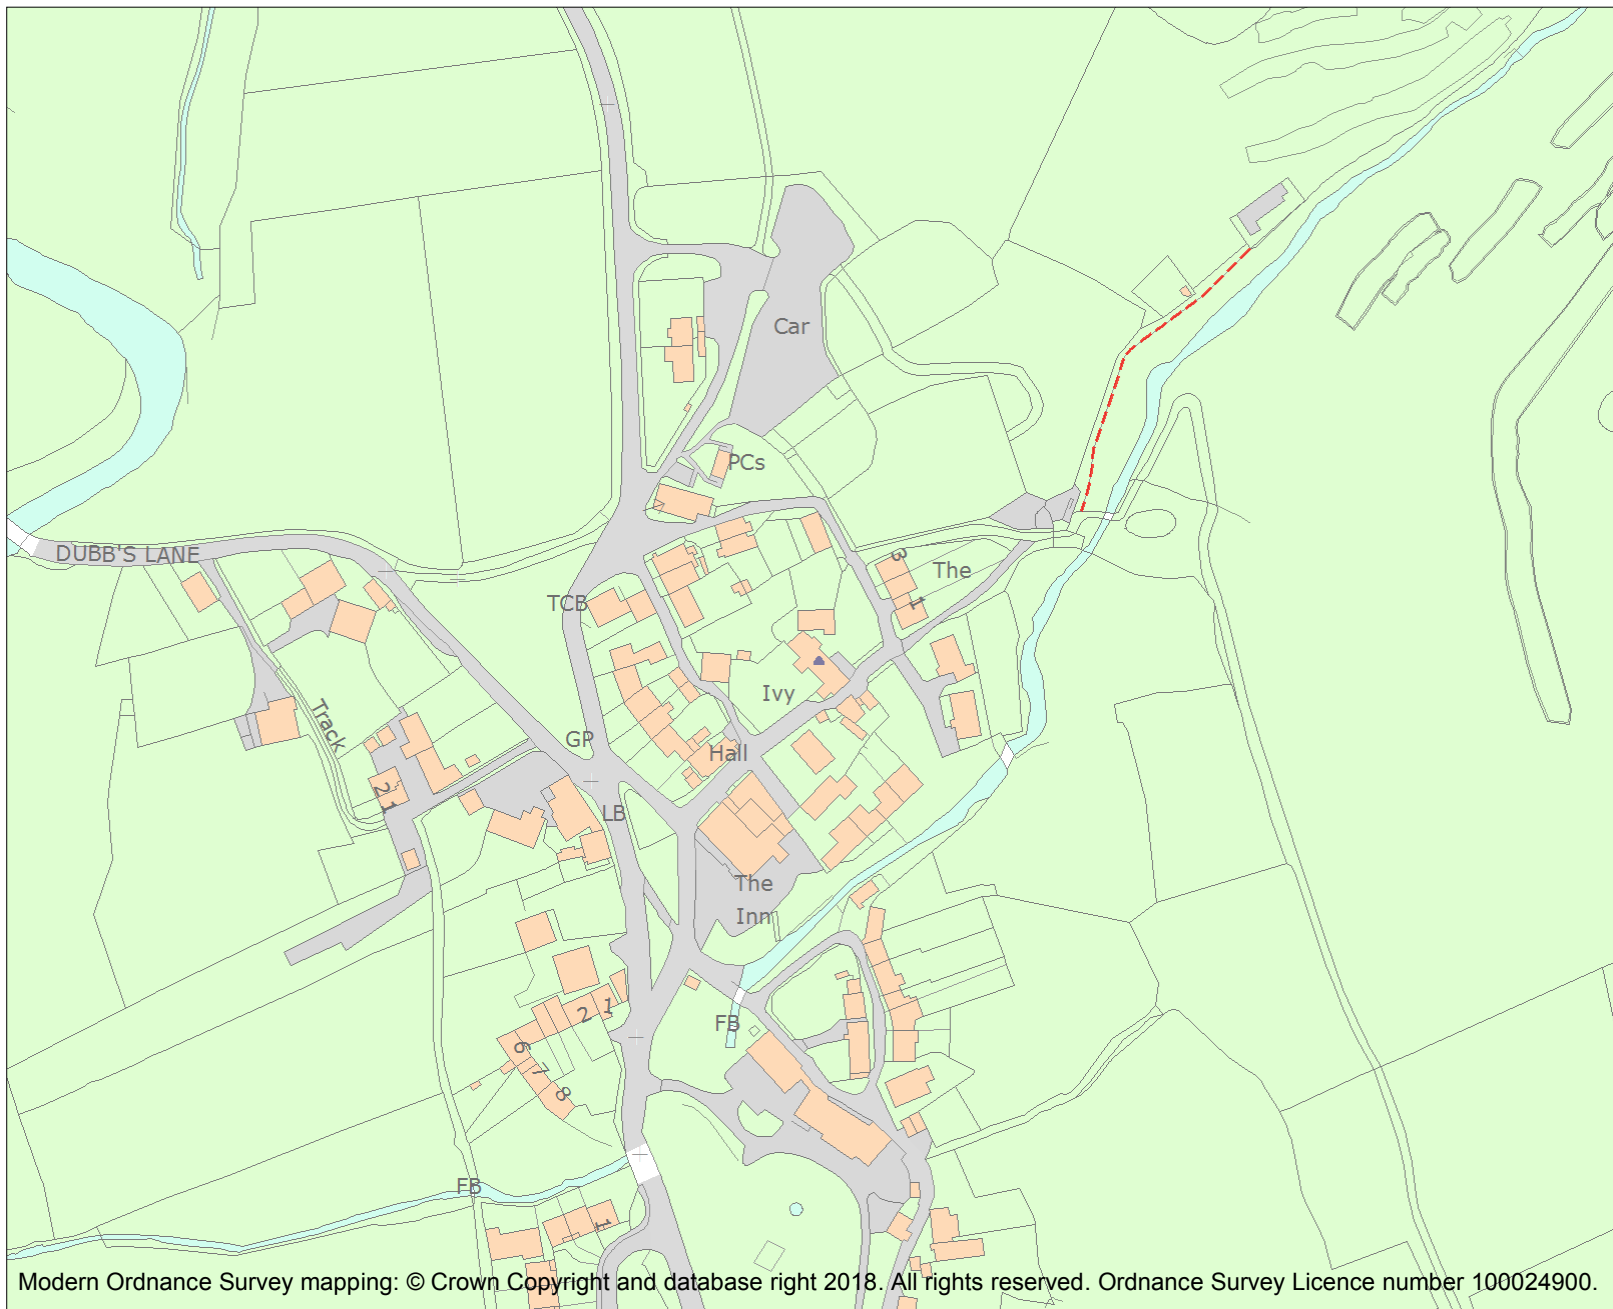 Car
PCs
DUBB'S LANE
3
The
1
TCB
Ivy
Track
GP
Hall
2
1
LB
The
Inn
2
1
FB
6
7
8
FB
1
Modern Ordnance Survey mapping: © Crown Copyright and database right 2018. All rights reserved. Ordnance Survey Licence number 100024900.